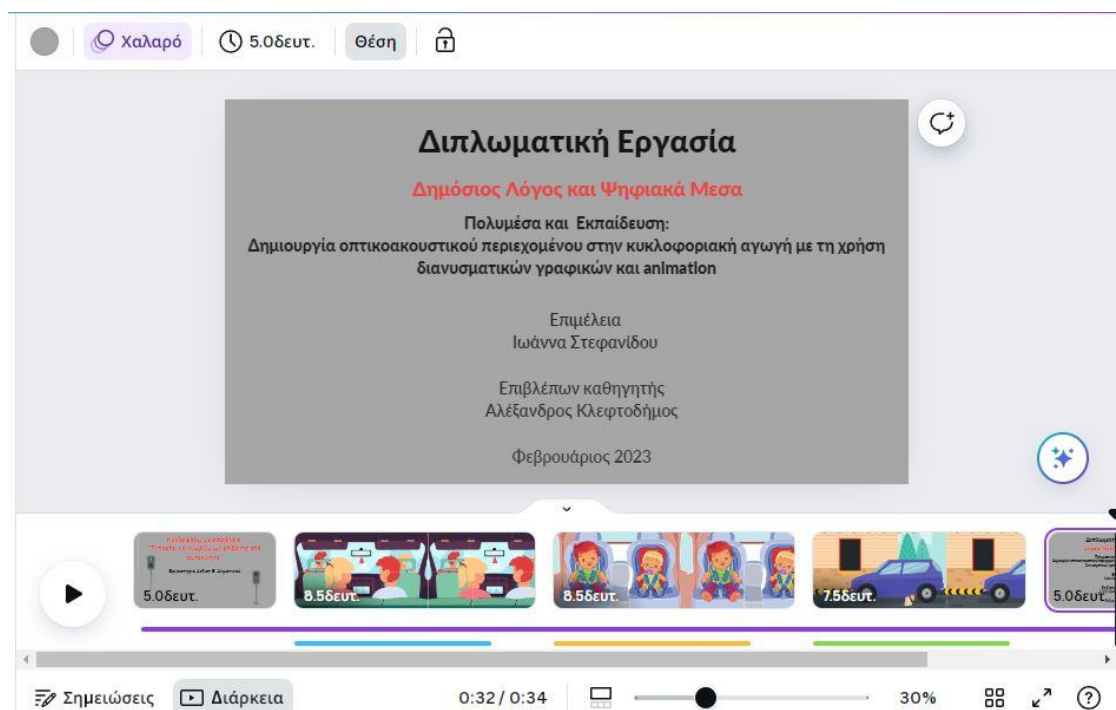 Χαλαρό
5.0δευτ.
Θέση
Διπλωματική Εργασία
Δημόσιος Λόγος και Ψηφιακά Μεσα
Πολυμέσα και Εκπαίδευση:
Δημιουργία οπτικοακουστικού περιεχομένου στην κυκλοφοριακή αγωγή με τη χρήση
διανυσματικών γραφικών και animation
Επιμέλεια
Ιωάννα Στεφανίδου
Επιβλέπων καθηγητής
Αλέξανδρος Κλεφτοδήμος
Φεβρουάριος 2023
5.0δευτ.
8.5δευτ.
8.5δευτ.
7.5δευτ.
5.0δευτ.
Σημειώσεις
Διάρκεια
0:32 / 0:34
30%